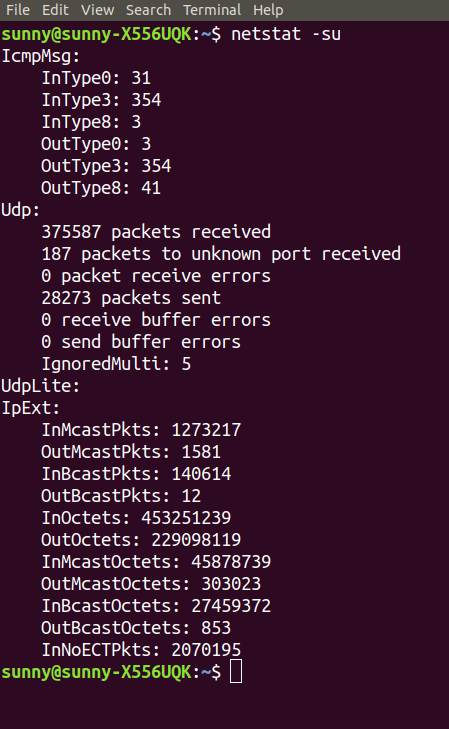 File Edit View Search Terminal Help
sunny@sunny-X556UQK:~$ netstat -su
IcmpMsg:
    InType0: 31
    InType3: 354
    InType8: 3
    OutType0: 3
    OutType3: 354
    OutType8: 41
Udp:
    375587 packets received
    187 packets to unknown port received
    0 packet receive errors
    28273 packets sent
    0 receive buffer errors
    0 send buffer errors
    IgnoredMulti: 5
UdpLite:
IpExt:
    InMcastPkts: 1273217
    OutMcastPkts: 1581
    InBcastPkts: 140614
    OutBcastPkts: 12
    InOctets: 453251239
    OutOctets: 229098119
    InMcastOctets: 45878739
    OutMcastOctets: 303023
    InBcastOctets: 27459372
    OutBcastOctets: 853
    InNoECTPkts: 2070195
sunny@sunny-X556UQK:~$